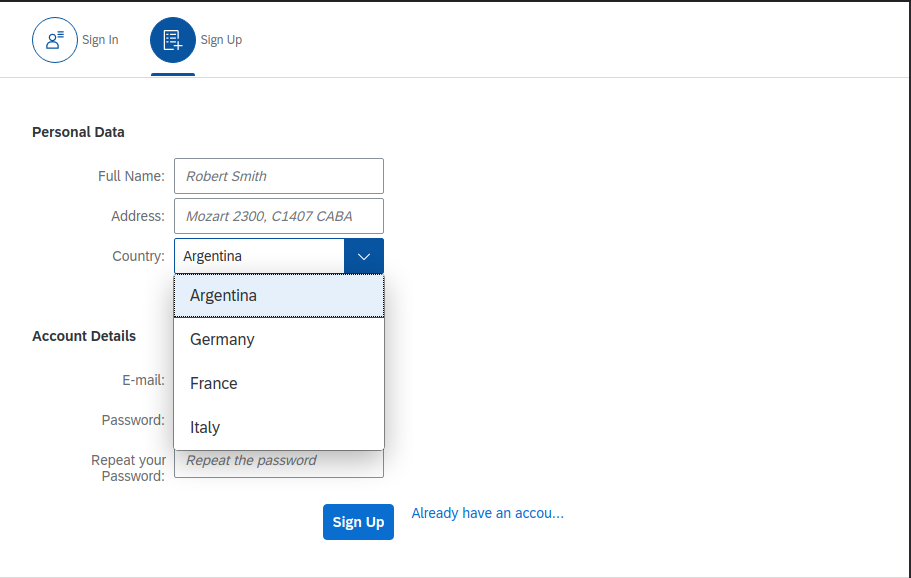 Sign In
Sign Up
Personal Data
Full Name:
Robert Smith
Address:
Mozart 2300, C1407 CABA
Country:
Argentina
Argentina
Germany
France
Italy
Account Details
E-mail:
Password:
Repeat your
Password:
Repeat the password
Sign Up
Already have an accou...